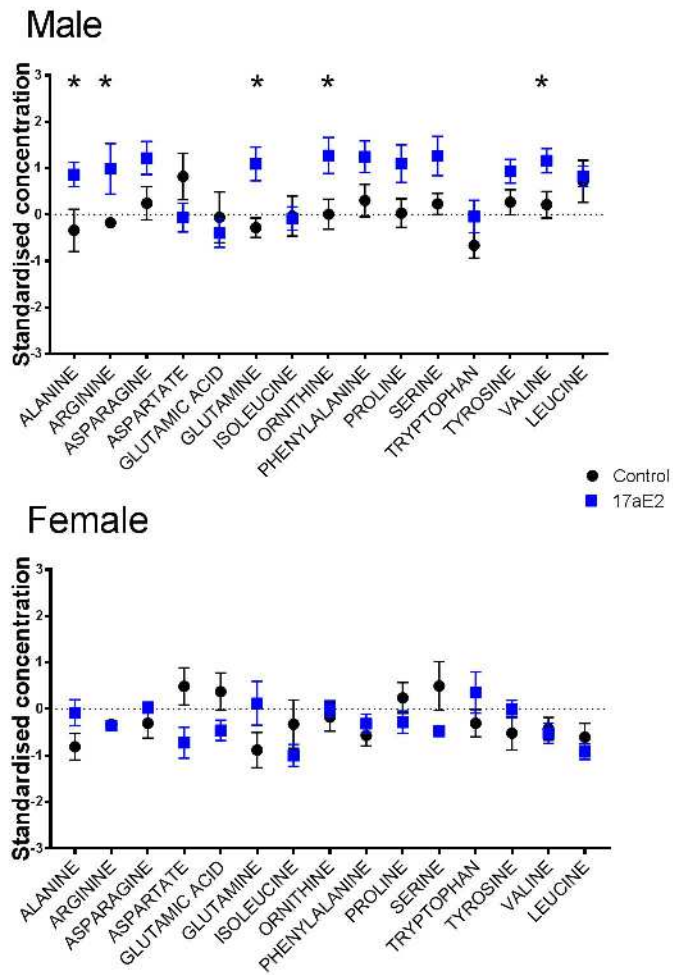 Male
* * * * *
Standardised concentration
3
2
1
0
-1
-2
-3
ALANINE
ARGININE
ASPARAGINE
ASPARTATE
GLUTAMIC ACID
GLUTAMINE
ISOLEUCINE
ORNITHINE
PHENYLALANINE
PROLINE
SERINE
TRYPTOPHAN
TYROSINE
VALINE
LEUCINE
Control
17aE2
Female
Standardised concentration
3
2
1
0
-1
-2
-3
ALANINE
ARGININE
ASPARAGINE
ASPARTATE
GLUTAMIC ACID
GLUTAMINE
ISOLEUCINE
ORNITHINE
PHENYLALANINE
PROLINE
SERINE
TRYPTOPHAN
TYROSINE
VALINE
LEUCINE